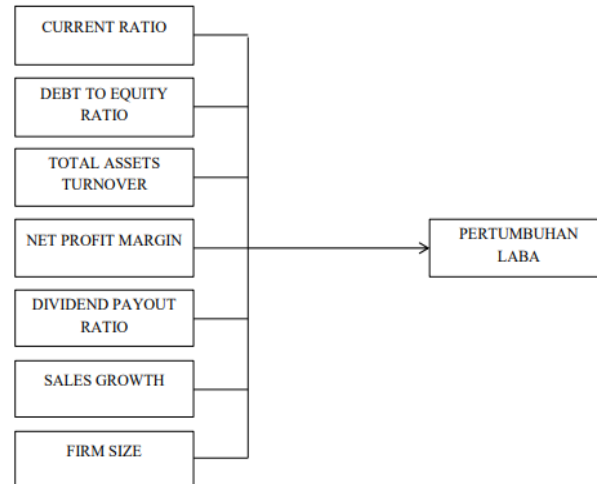 CURRENT RATIO
DEBT TO EQUITY
RATIO
TOTAL ASSETS
TURNOVER
NET PROFIT MARGIN
DIVIDEND PAYOUT
RATIO
SALES GROWTH
FIRM SIZE
PERTUMBUHAN
LABA